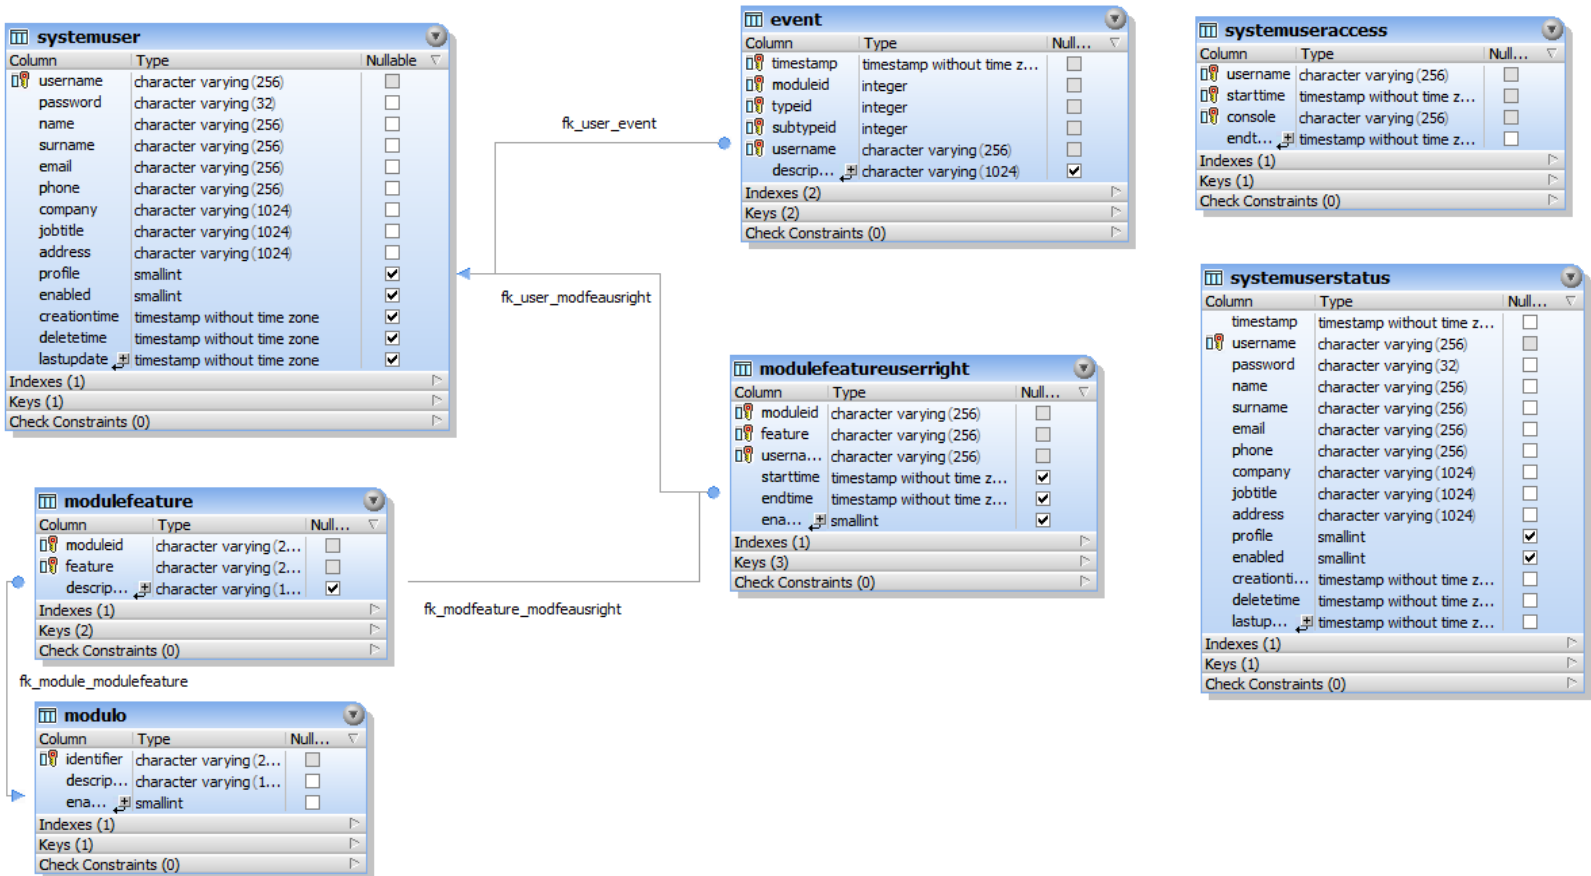 systemuser
Column Type Nullable
username character varying (256)
password character varying (32)
name character varying (256)
surname character varying (256)
email character varying (256)
phone character varying (256)
company character varying (1024)
jobtitle character varying (1024)
address character varying (1024)
profile smallint
enabled smallint
creationtime timestamp without time zone
deletetime timestamp without time zone
lastupdate timestamp without time zone
Indexes (1)
Keys (1)
Check Constraints (0)
fk_user_event
event
Column Type Null...
timestamp timestamp without time z...
moduleid integer
typeid integer
subtypeid integer
username character varying (256)
descrip... character varying (1024)
Indexes (2)
Keys (2)
Check Constraints (0)
systemuseraccess
Column Type Null...
username character varying (256)
starttime timestamp without time z...
console character varying (256)
endt... timestamp without time z...
Indexes (1)
Keys (1)
Check Constraints (0)
fk_user_modfeausright
systemuserstatus
Column Type Null...
timestamp timestamp without time z...
username character varying (256)
password character varying (32)
name character varying (256)
surname character varying (256)
email character varying (256)
phone character varying (256)
company character varying (1024)
jobtitle character varying (1024)
address character varying (1024)
profile smallint
enabled smallint
creationti... timestamp without time z...
deletetime timestamp without time z...
lastup... timestamp without time z...
Indexes (1)
Keys (1)
Check Constraints (0)
modulefeatureuserright
Column Type Null...
moduleid character varying (256)
feature character varying (256)
userna... character varying (256)
starttime timestamp without time z...
endtime timestamp without time z...
ena... smallint
Indexes (1)
Keys (3)
Check Constraints (0)
modulefeature
Column Type Null...
moduleid character varying (2...
feature character varying (2...
descrip... character varying (1...
Indexes (1)
Keys (2)
Check Constraints (0)
fk_modfeature_modfeausright
fk_module_modulefeature
modulo
Column Type Null...
identifier character varying (2...
descrip... character varying (1...
ena... smallint
Indexes (1)
Keys (1)
Check Constraints (0)